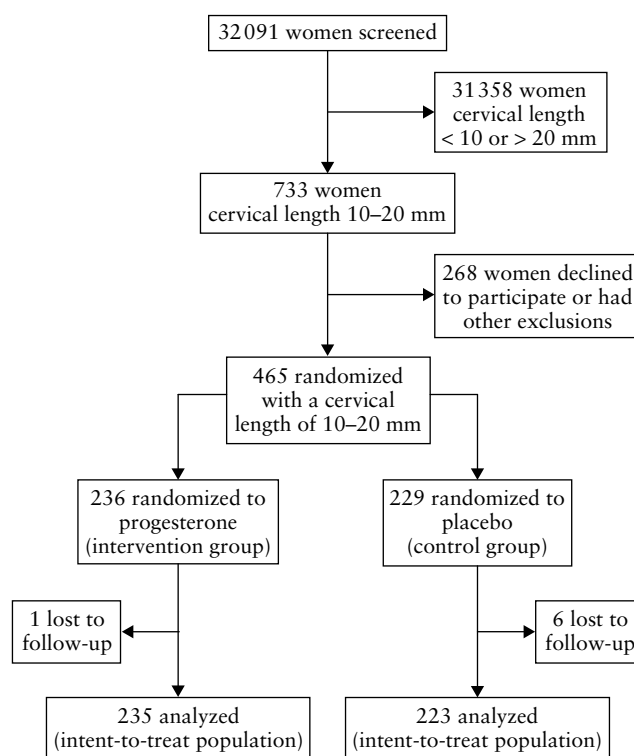 32 091 women screened
31 358 women
cervical length
< 10 or > 20 mm
733 women
cervical length 10–20 mm
268 women declined
to participate or had
other exclusions
465 randomized
with a cervical
length of 10–20 mm
236 randomized to
progesterone
(intervention group)
229 randomized to
placebo
(control group)
1 lost to
follow-up
6 lost to
follow-up
235 analyzed
(intent-to-treat population)
223 analyzed
(intent-to-treat population)